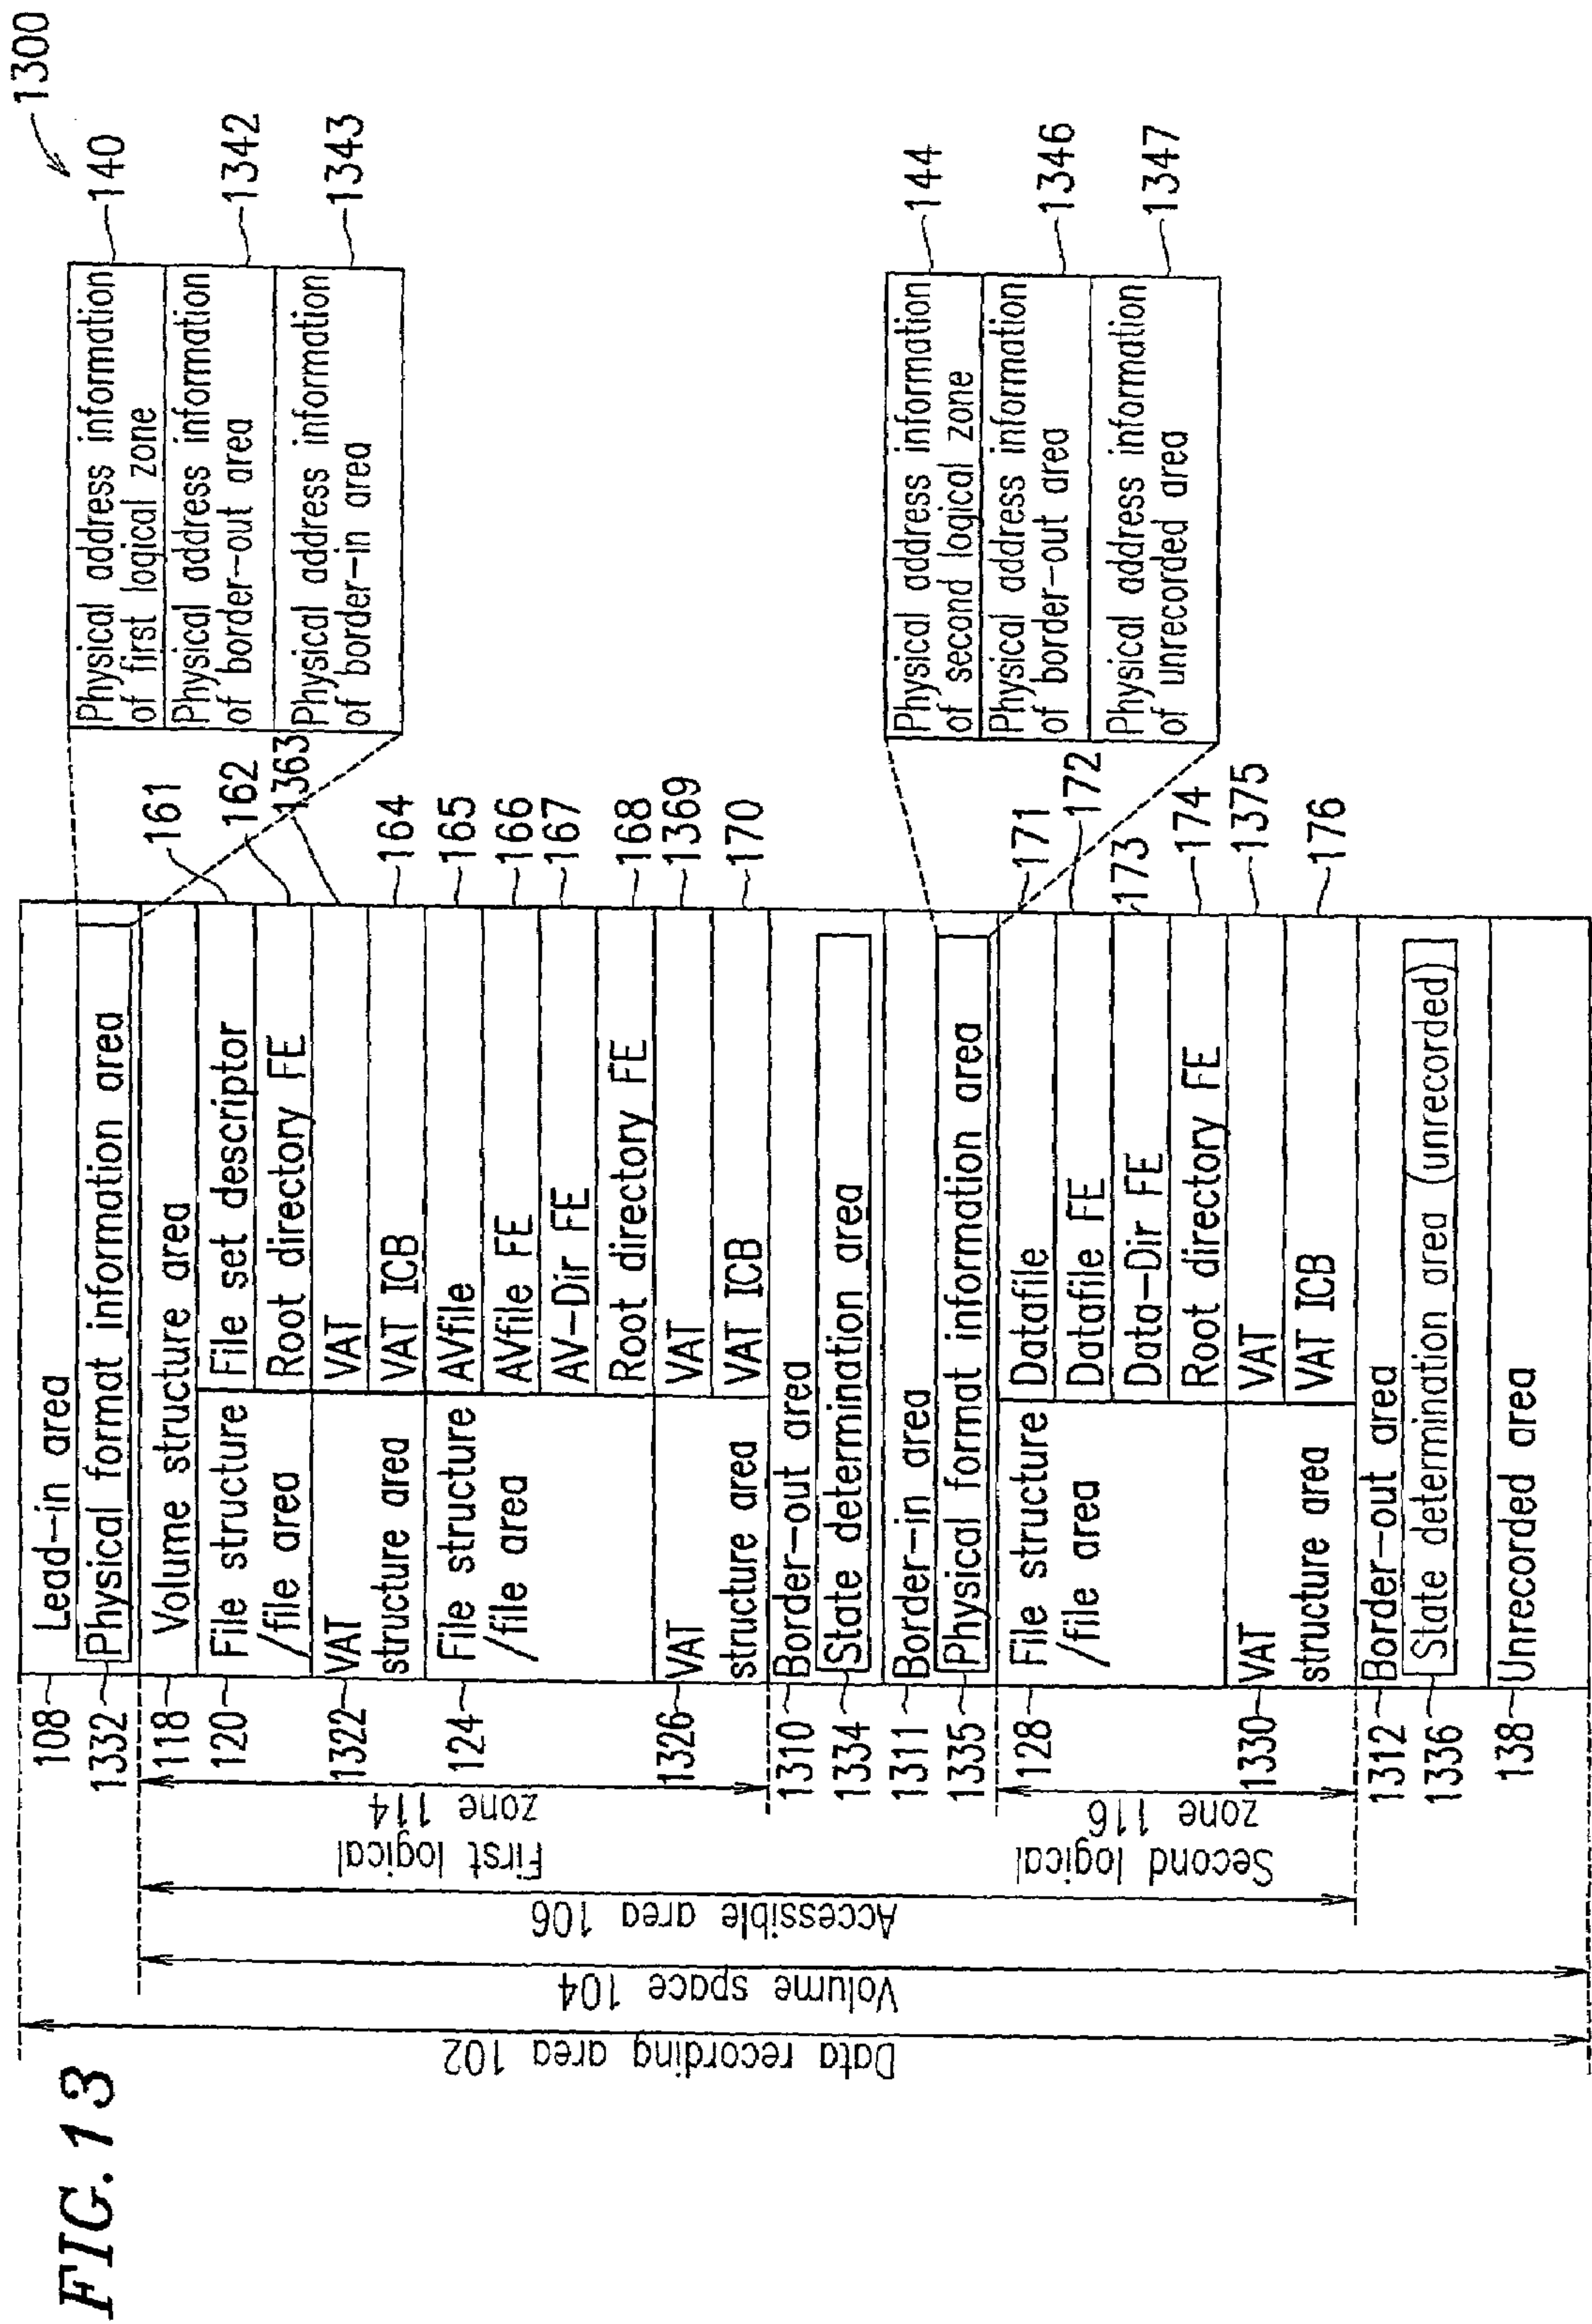 FIG. 13
1300
Data recording area 102
Volume space 104
Accessible area 106
First logical
zone 114
Second logical
zone 116
108
Lead-in area
1332
Physical format information area
118
Volume structure area
120
File structure
/file area
File set descriptor
161
Root directory FE
162
1322
VAT
structure area
VAT
1363
VAT ICB
164
124
File structure
/file area
AVfile
165
AVfile FE
166
AV-Dir FE
167
Root directory FE
168
1326
VAT
structure area
VAT
1369
VAT ICB
170
1310
Border-out area
1334
State determination area
1311
Border-in area
1335
Physical format information area
128
File structure
/file area
Datafile
171
Datafile FE
172
Data-Dir FE
173
Root directory FE
174
1330
VAT
structure area
VAT
1375
VAT ICB
176
1312
Border-out area
1336
State determination area (unrecorded)
138
Unrecorded area
Physical address information
of first logical zone
140
Physical address information
of border-out area
1342
Physical address information
of border-in area
1343
Physical address information
of second logical zone
144
Physical address information
of border-out area
1346
Physical address information
of unrecorded area
1347